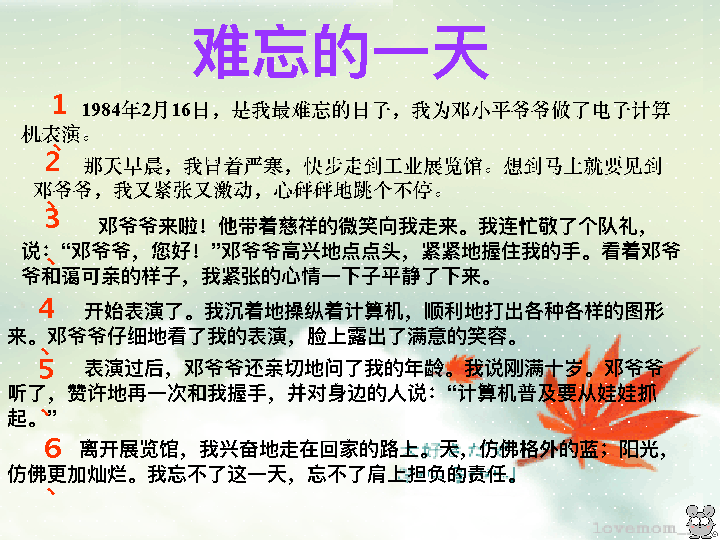 难忘的一天
1、 1984年2月16日，是我最难忘的日子，我为邓小平爷爷做了电子计算
机表演。
2、 那天早晨，我冒着严寒，快步走到工业展览馆。想到马上就要见到
邓爷爷，我又紧张又激动，心砰砰地跳个不停。
3、 邓爷爷来啦！他带着慈祥的微笑向我走来。我连忙敬了个队礼，
说：“邓爷爷，您好！”邓爷爷高兴地点点头，紧紧地握住我的手。看着邓爷
爷和蔼可亲的样子，我紧张的心情一下子平静了下来。
4、 开始表演了。我沉着地操纵着计算机，顺利地打出各种各样的图形
来。邓爷爷仔细地看了我的表演，脸上露出了满意的笑容。
5、 表演过后，邓爷爷还亲切地问了我的年龄。我说刚满十岁。邓爷爷
听了，赞许地再一次和我握手，并对身边的人说：“计算机普及要从娃娃抓
起。”
6、 离开展览馆，我兴奋地走在回家的路上。天，仿佛格外的蓝；阳光，
仿佛更加灿烂。我忘不了这一天，忘不了肩上担负的责任。